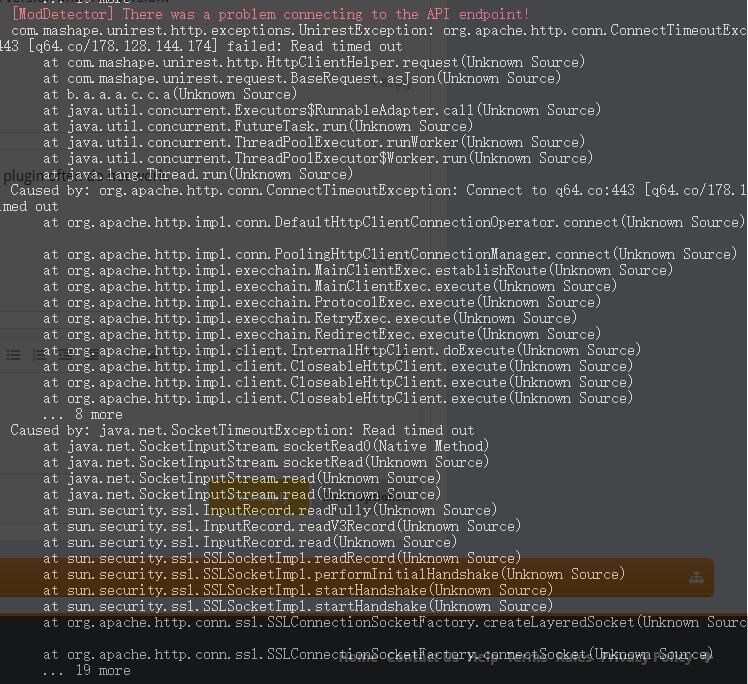 ... 19 more
[ModDetector] There was a problem connecting to the API endpoint!
com.mashape.unirest.http.exceptions.UnirestException: org.apache.http.conn.ConnectTimeoutExc
443 [q64.co/178.128.144.174] failed: Read timed out
at com.mashape.unirest.http.HttpClientHelper.request(Unknown Source)
at com.mashape.unirest.request.BaseRequest.asJson(Unknown Source)
at b.a.a.a.c.c.a(Unknown Source)
at java.util.concurrent.Executors$RunnableAdapter.call(Unknown Source)
at java.util.concurrent.FutureTask.run(Unknown Source)
at java.util.concurrent.ThreadPoolExecutor.runWorker(Unknown Source)
at java.util.concurrent.ThreadPoolExecutor$Worker.run(Unknown Source)
at java.lang.Thread.run(Unknown Source)
plugin
Caused by: org.apache.http.conn.ConnectTimeoutException: Connect to q64.co:443 [q64.co/178.1
imed out
at org.apache.http.impl.conn.DefaultHttpClientConnectionOperator.connect(Unknown Source)
at org.apache.http.impl.conn.PoolingHttpClientConnectionManager.connect(Unknown Source)
at org.apache.http.impl.execchain.MainClientExec.establishRoute(Unknown Source)
at org.apache.http.impl.execchain.MainClientExec.execute(Unknown Source)
at org.apache.http.impl.execchain.ProtocolExec.execute(Unknown Source)
at org.apache.http.impl.execchain.RetryExec.execute(Unknown Source)
at org.apache.http.impl.execchain.RedirectExec.execute(Unknown Source)
at org.apache.http.impl.client.InternalHttpClient.doExecute(Unknown Source)
at org.apache.http.impl.client.CloseableHttpClient.execute(Unknown Source)
at org.apache.http.impl.client.CloseableHttpClient.execute(Unknown Source)
at org.apache.http.impl.client.CloseableHttpClient.execute(Unknown Source)
... 8 more
Caused by: java.net.SocketTimeoutException: Read timed out
at java.net.SocketInputStream.socketRead0(Native Method)
at java.net.SocketInputStream.socketRead(Unknown Source)
at java.net.SocketInputStream.read(Unknown Source)
at java.net.SocketInputStream.read(Unknown Source)
at sun.security.ssl.InputRecord.readFully(Unknown Source)
at sun.security.ssl.InputRecord.readV3Record(Unknown Source)
at sun.security.ssl.InputRecord.read(Unknown Source)
at sun.security.ssl.SSLSocketImpl.readRecord(Unknown Source)
at sun.security.ssl.SSLSocketImpl.performInitialHandshake(Unknown Source)
at sun.security.ssl.SSLSocketImpl.startHandshake(Unknown Source)
at sun.security.ssl.SSLSocketImpl.startHandshake(Unknown Source)
at org.apache.http.conn.ssl.SSLConnectionSocketFactory.createLayeredSocket(Unknown Sourc
at org.apache.http.conn.ssl.SSLConnectionSocketFactory.connectSocket(Unknown Source)
Home Contact Us Help Terms Rules Privacy Policy
... 19 more